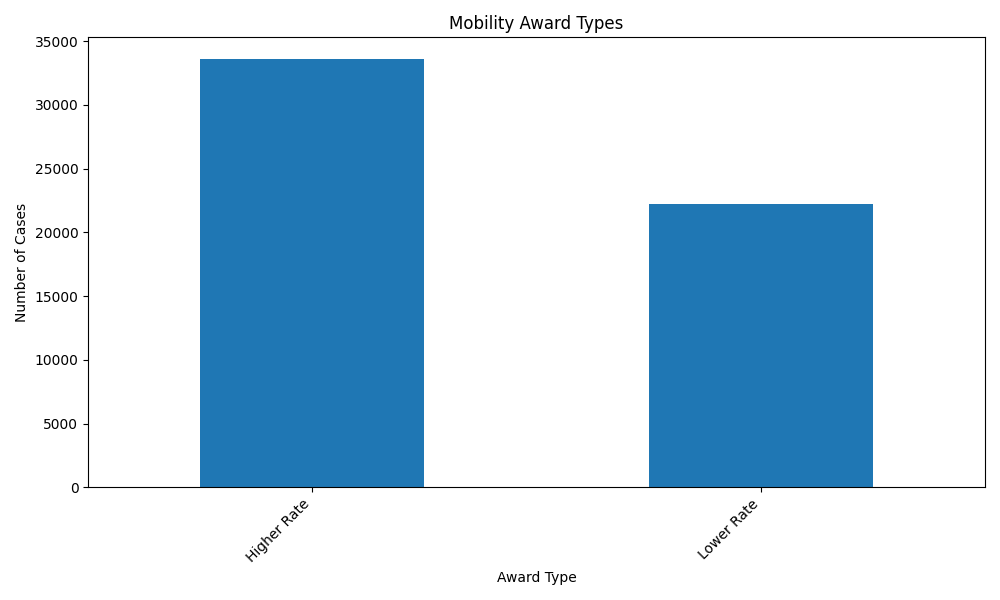 Mobility Award Types
35000
30000
25000
20000
15000
10000
5000
0
Number of Cases
Higher Rate
Lower Rate
Award Type